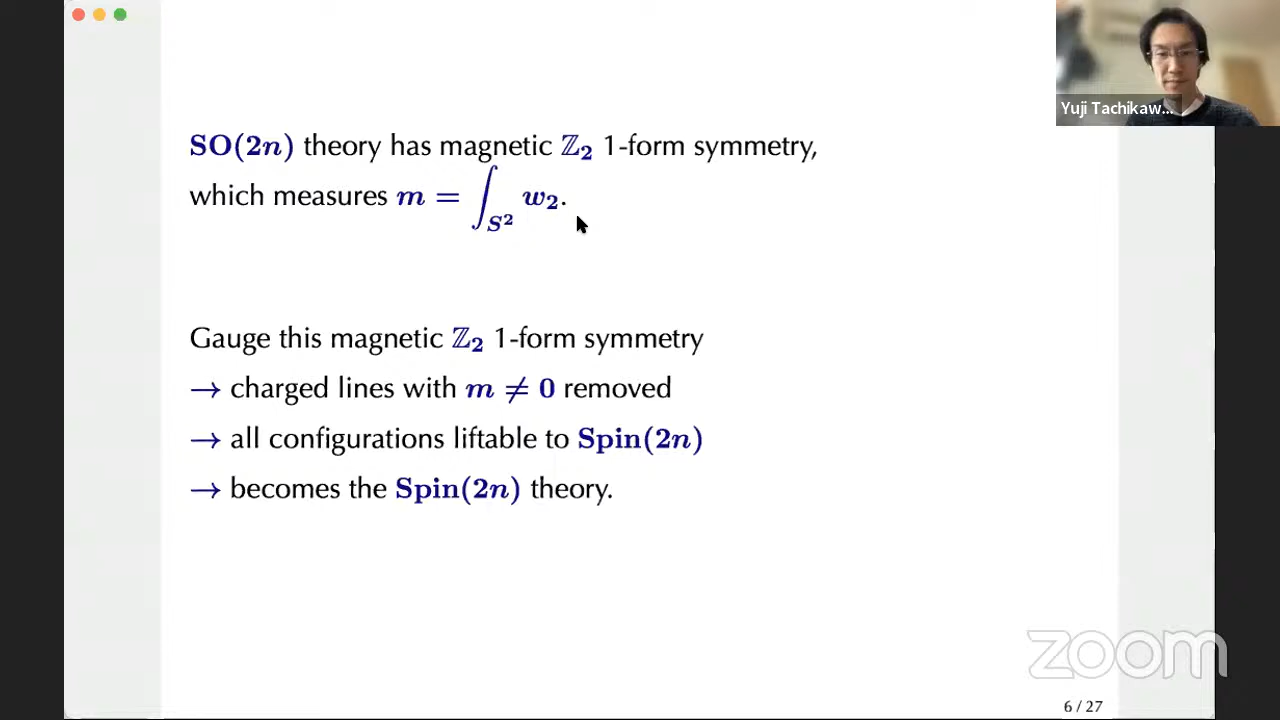 Yuji Tachikaw...
SO(2n) theory has magnetic ℤ₂ 1-form symmetry,
which measures m = ∫_{S²} w₂.
Gauge this magnetic ℤ₂ 1-form symmetry
→ charged lines with m ≠ 0 removed
→ all configurations liftable to Spin(2n)
→ becomes the Spin(2n) theory.
zoom
6 / 27